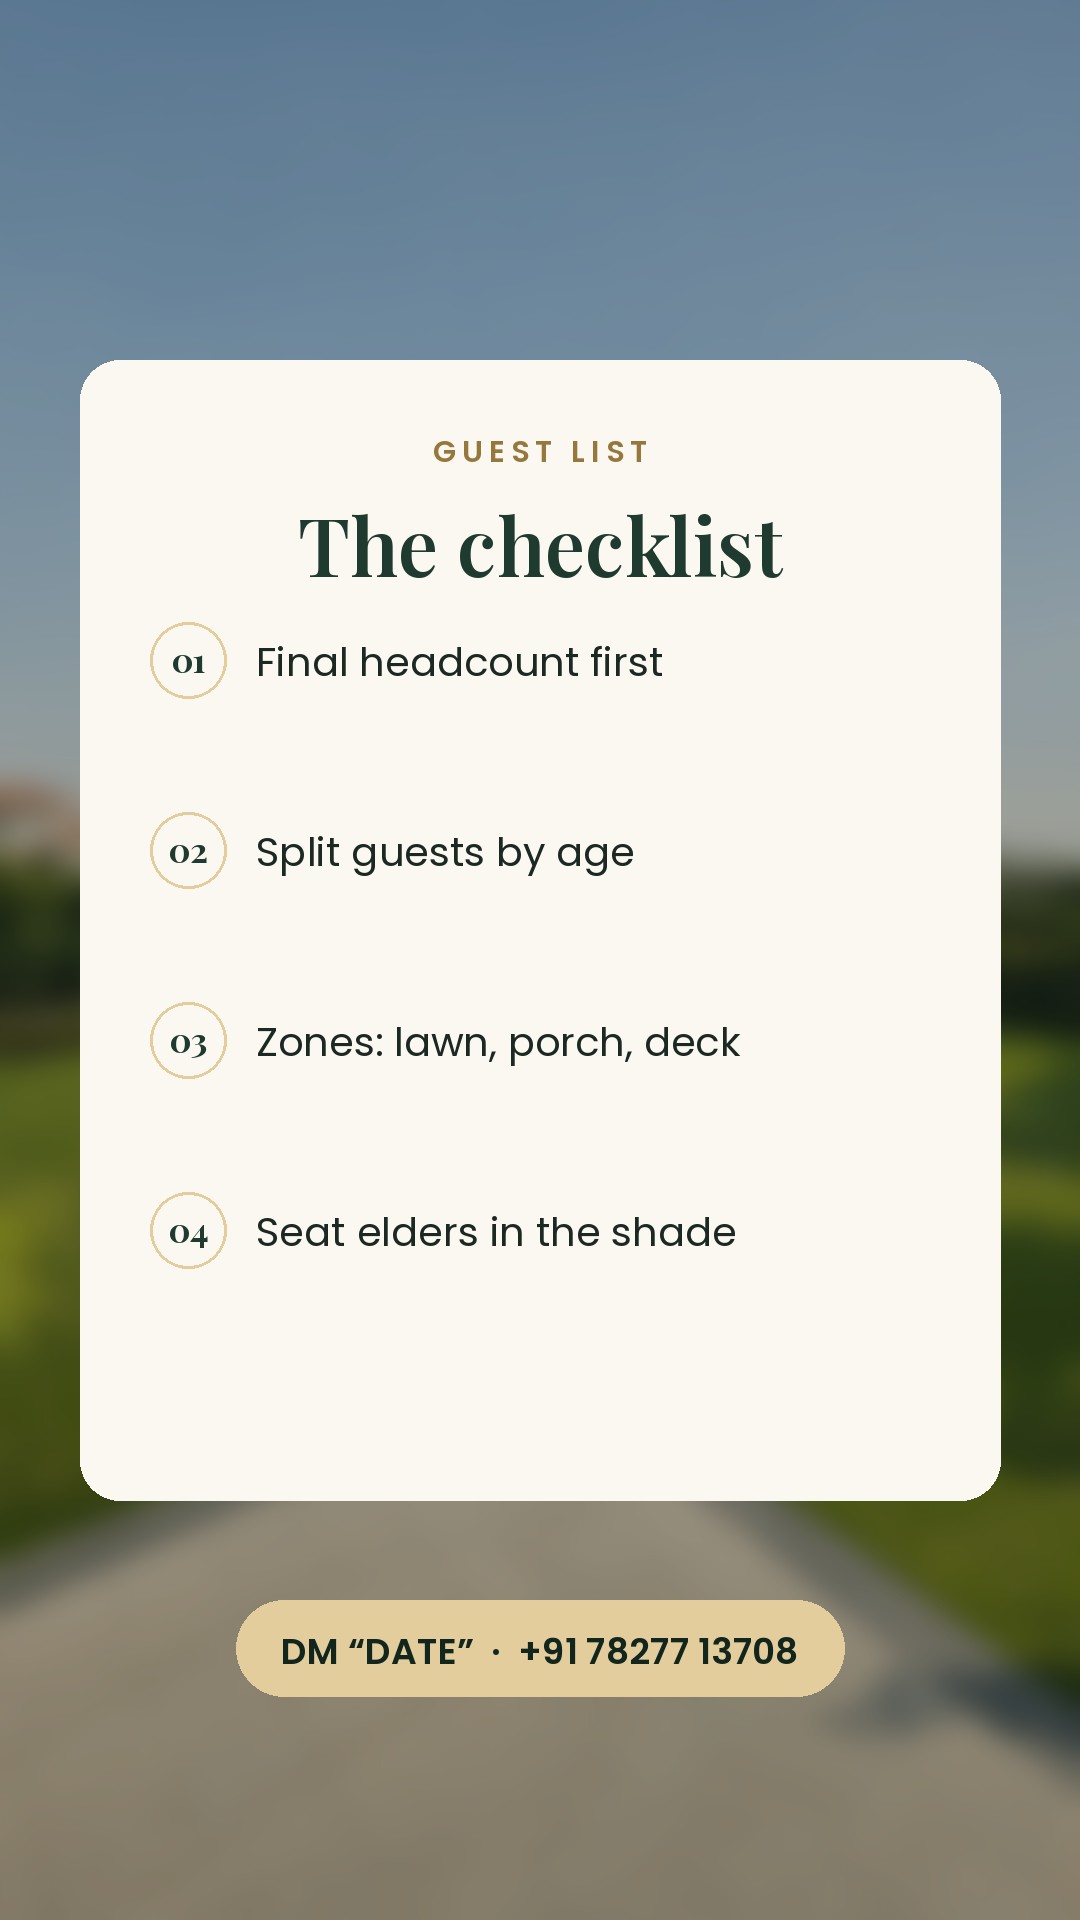 GUEST LIST
The checklist
01 Final headcount first
02 Split guests by age
03 Zones: lawn, porch, deck
04 Seat elders in the shade
DM “DATE” · +91 78277 13708